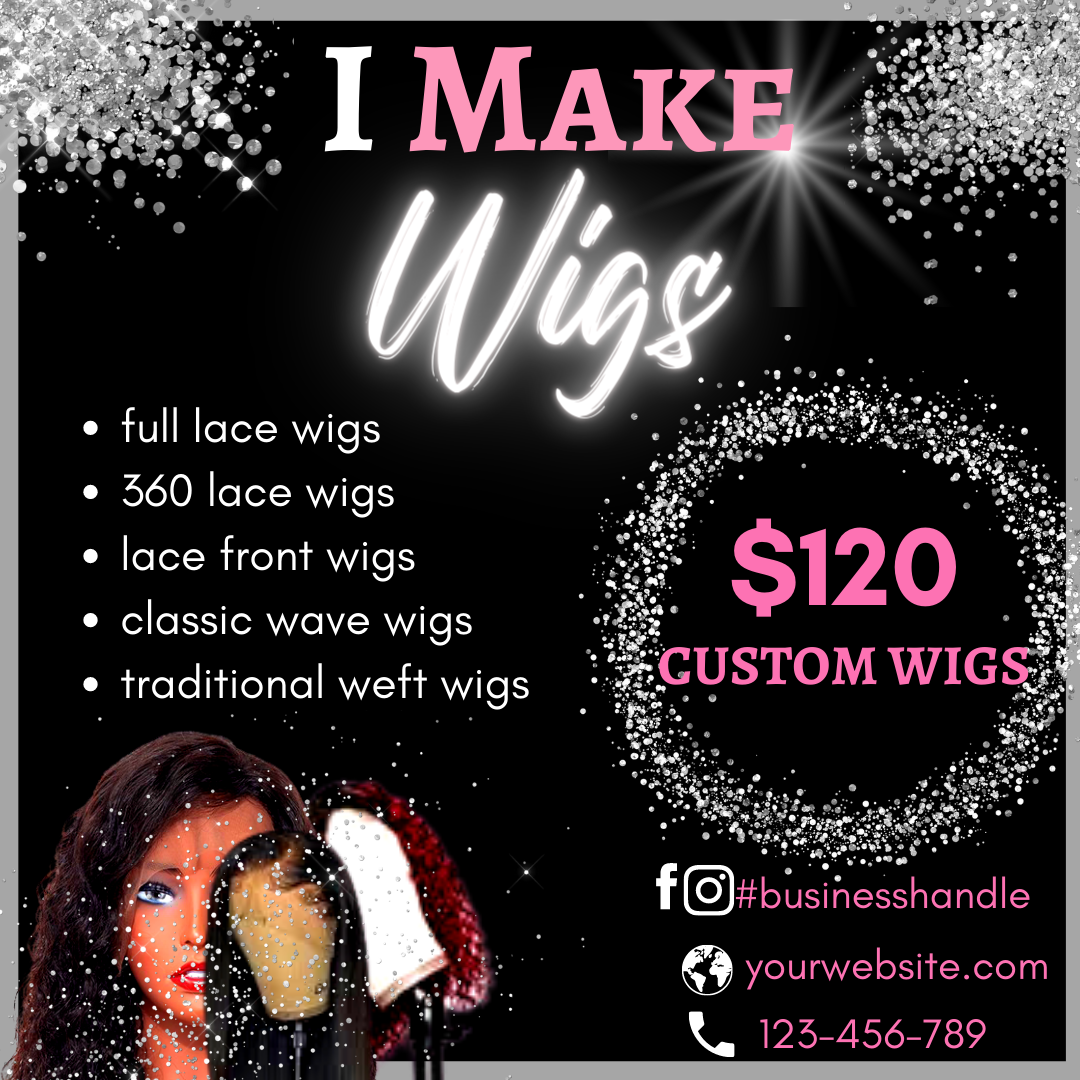 I MAKE
Wigs
• full lace wigs
• 360 lace wigs
• lace front wigs
• classic wave wigs
• traditional weft wigs
$120
CUSTOM WIGS
#businesshandle
yourwebsite.com
123-456-789